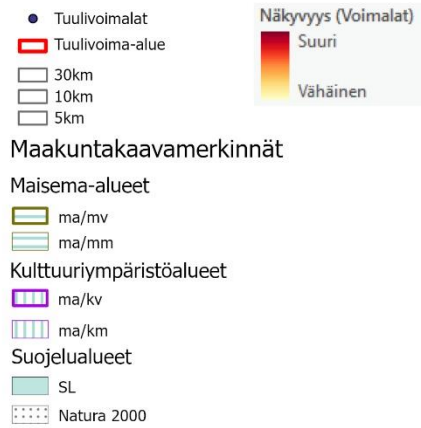 Tuulivoimalat
Tuulivoima-alue
30km
10km
5km
Näkyvyys (Voimalat)
Suuri
Vähäinen
Maakuntakaavamerkinnät
Maisema-alueet
ma/mv
ma/mm
Kulttuuriympäristöalueet
ma/kv
ma/km
Suojelualueet
SL
Natura 2000